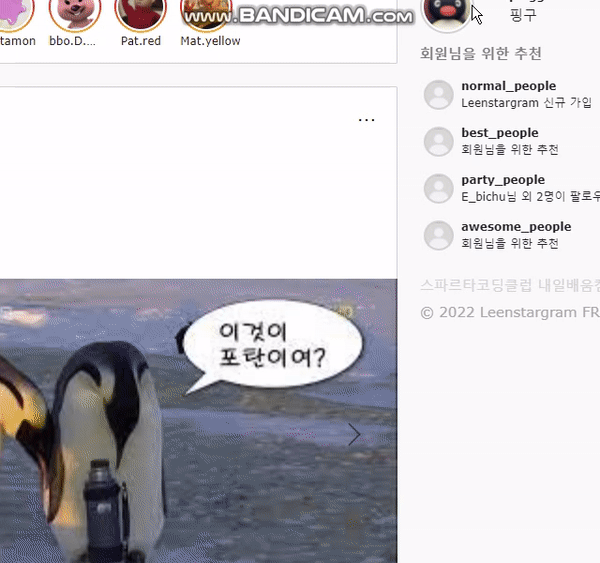 www.BANDICAM.com
핑구
tamon
bbo.D....
Pat.red
Mat.yellow
회원님을 위한 추천
normal_people
Leenstargram 신규 가입
best_people
회원님을 위한 추천
party_people
E_bichu님 외 2명이 팔로우
awesome_people
회원님을 위한 추천
스파르타코딩클럽 내일배움
© 2022 Leenstargram FR
...
이것이
포탄이여?